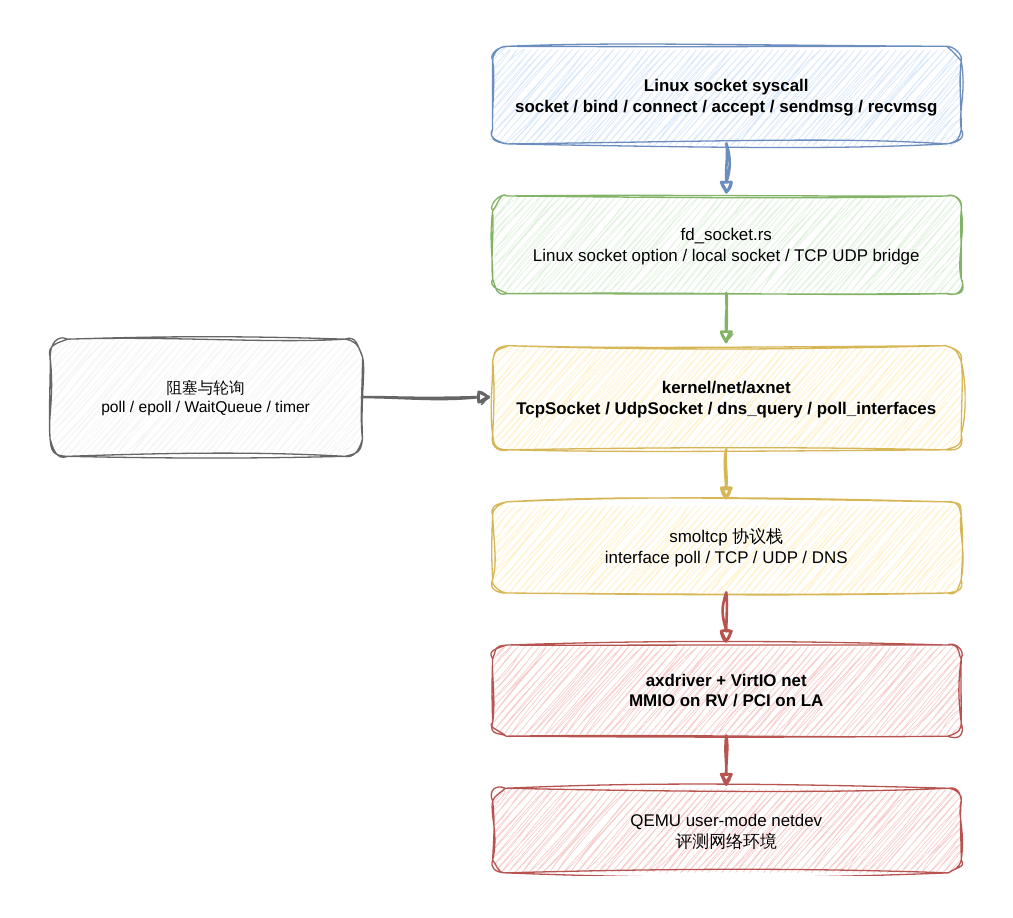 Linux socket syscall
socket / bind / connect / accept / sendmsg / recvmsg
fd_socket.rs
Linux socket option / local socket / TCP UDP bridge
阻塞与轮询
poll / epoll / WaitQueue / timer
kernel/net/axnet
TcpSocket / UdpSocket / dns_query / poll_interfaces
smoltcp 协议栈
interface poll / TCP / UDP / DNS
axdriver + VirtIO net
MMIO on RV / PCI on LA
QEMU user-mode netdev
评测网络环境